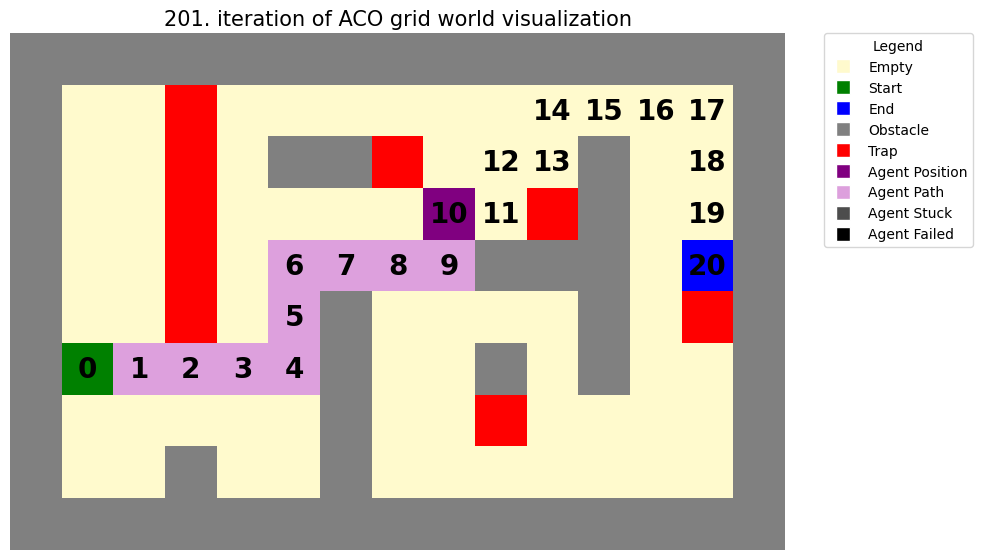 201. iteration of ACO grid world visualization
Legend
Empty
Start
End
Obstacle
Trap
Agent Position
Agent Path
Agent Stuck
Agent Failed
14 15 16 17
12 13 18
10 11 19
6 7 8 9 20
5
0 1 2 3 4